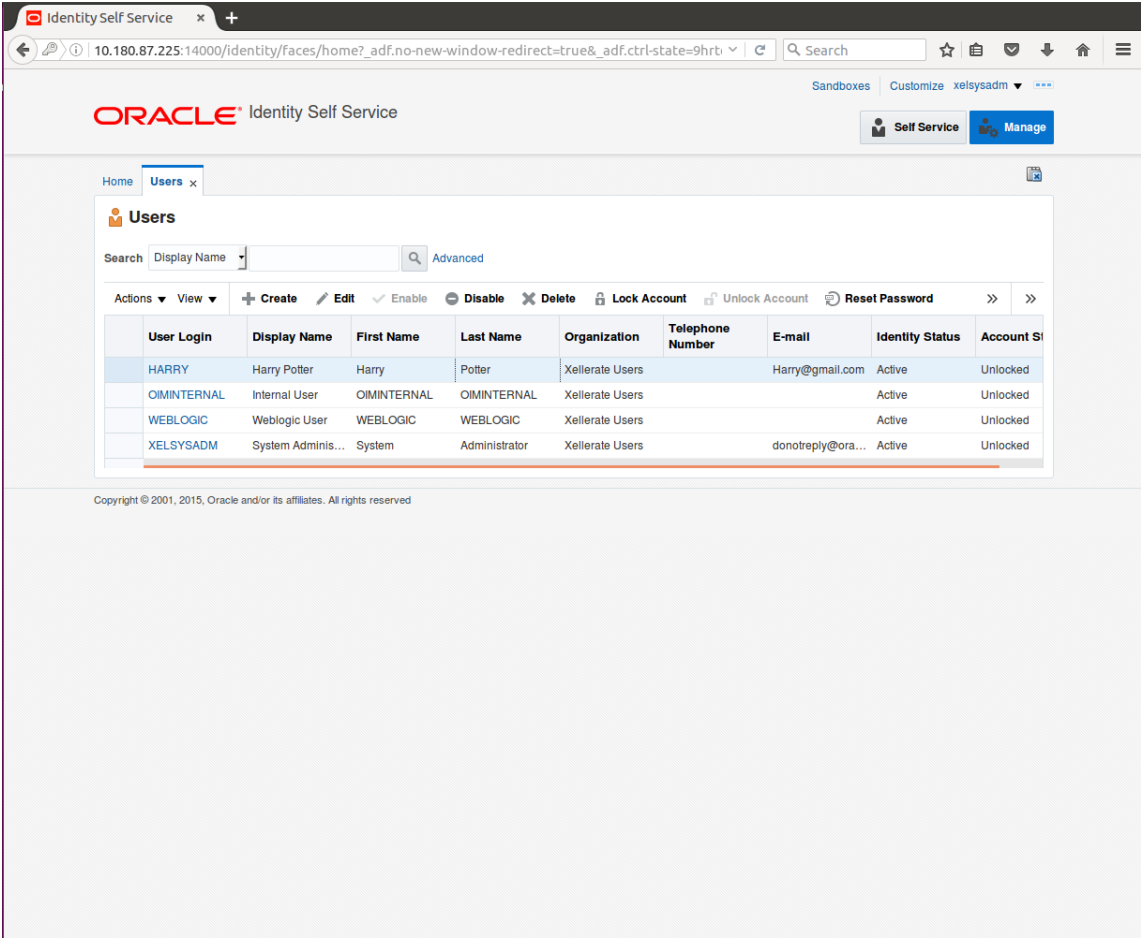 Identity Self Service × +
10.180.87.225:14000/identity/faces/home?_adf.no-new-window-redirect=true&_adf.ctrl-state=9hrt Search
Sandboxes Customize xelsysadm
ORACLE Identity Self Service
Self Service Manage
Home Users x
Users
Search Display Name Advanced
Actions View Create Edit Enable Disable Delete Lock Account Unlock Account Reset Password » »
User Login Display Name First Name Last Name Organization Telephone Number E-mail Identity Status Account St
HARRY Harry Potter Harry Potter Xellerate Users Harry@gmail.com Active Unlocked
OIMINTERNAL Internal User OIMINTERNAL OIMINTERNAL Xellerate Users Active Unlocked
WEBLOGIC Weblogic User WEBLOGIC WEBLOGIC Xellerate Users Active Unlocked
XELSYSADM System Adminis... System Administrator Xellerate Users donotreply@ora... Active Unlocked
Copyright © 2001, 2015, Oracle and/or its affiliates. All rights reserved